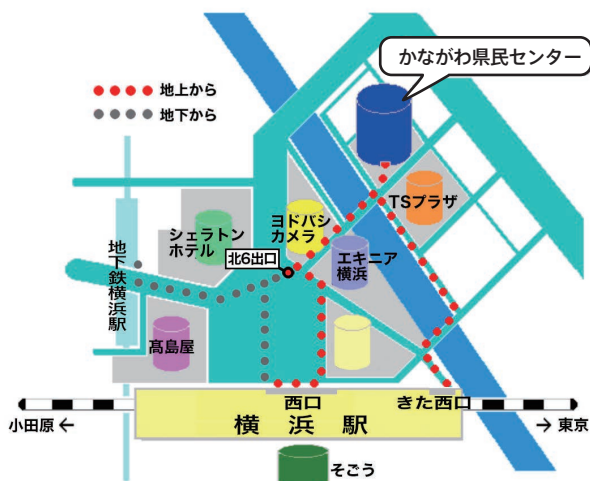 かながわ県民センター
地上から
地下から
TSプラザ
シェラトン
ホテル
ヨドバシ
カメラ
北6出口
エキニア
横浜
地下鉄横浜駅
髙島屋
西口
きた西口
小田原 ←
横浜駅
→ 東京
そごう